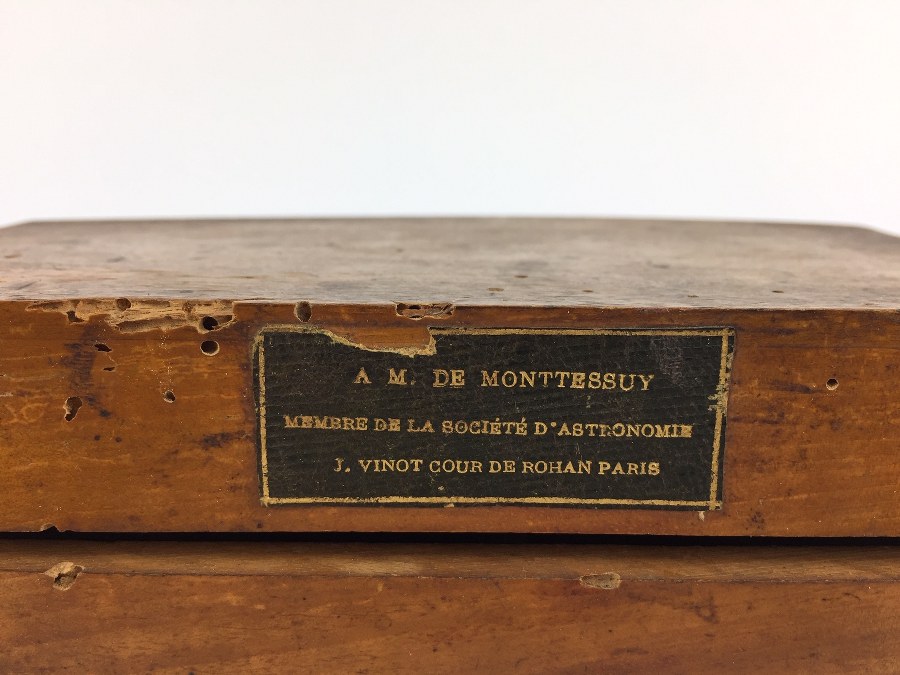 A M. DE MONTTESSUY
MEMBRE DE LA SOCIÉTÉ D'ASTRONOMIE
J. VINOT COUR DE ROHAN PARIS